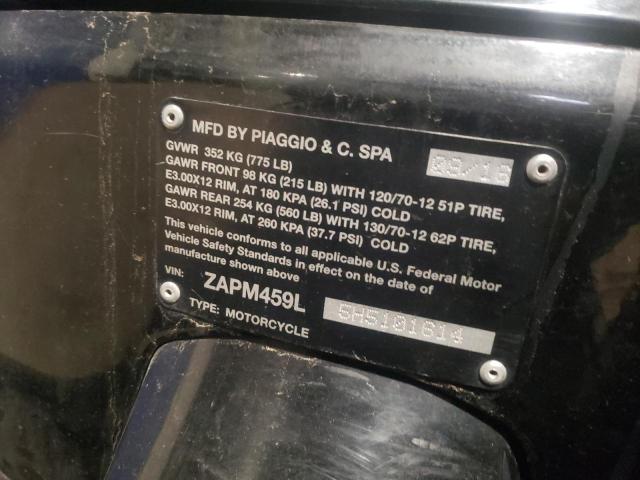 MFD BY PIAGGIO & C. SPA 08/16
GVWR 352 KG (775 LB)
GAWR FRONT 98 KG (215 LB) WITH 120/70-12 51P TIRE,
E3.00X12 RIM, AT 180 KPA (26.1 PSI) COLD
GAWR REAR 254 KG (560 LB) WITH 130/70-12 62P TIRE,
E3.00X12 RIM, AT 260 KPA (37.7 PSI) COLD
This vehicle conforms to all applicable U.S. Federal Motor
Vehicle Safety Standards in effect on the date of
manufacture shown above
VIN: ZAPM459L 5H5101614
TYPE: MOTORCYCLE